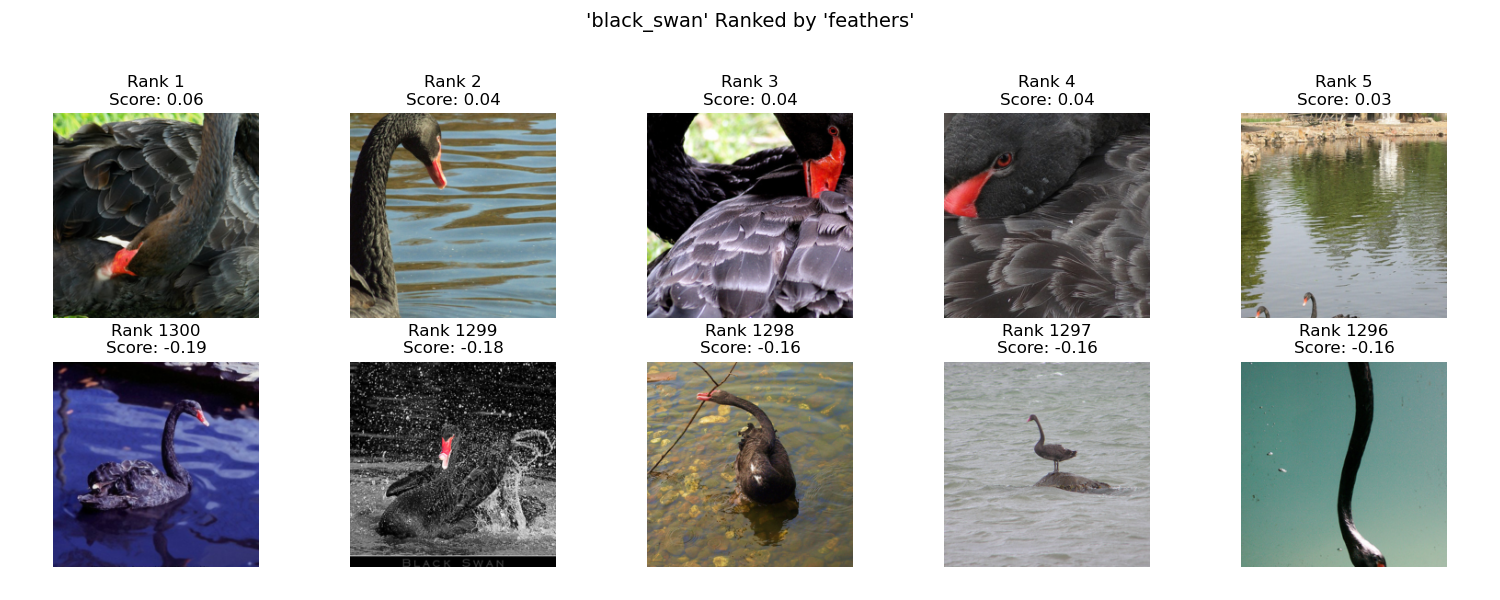 'black_swan' Ranked by 'feathers'
Rank 1
Score: 0.06
Rank 2
Score: 0.04
Rank 3
Score: 0.04
Rank 4
Score: 0.04
Rank 5
Score: 0.03
Rank 1300
Score: -0.19
Rank 1299
Score: -0.18
Rank 1298
Score: -0.16
Rank 1297
Score: -0.16
Rank 1296
Score: -0.16
BLACK SWAN